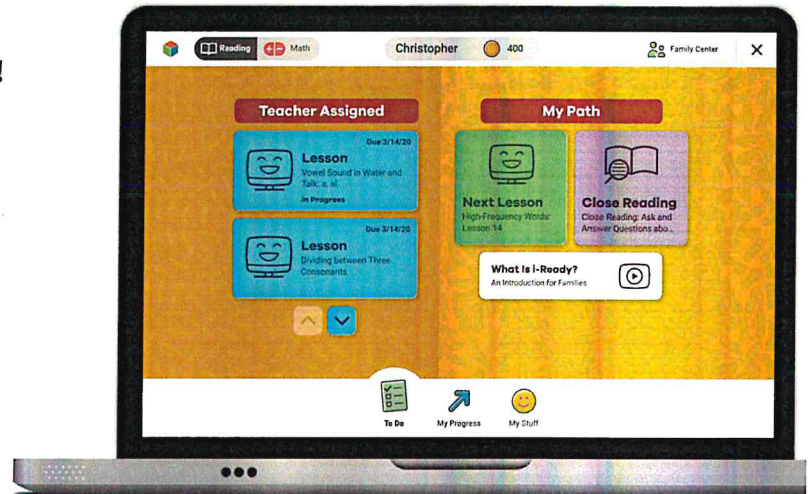 !
Reading
Math
Christopher
400
Family Center
Teacher Assigned
Due 3/14/20
Lesson
Vowel Sound in Water and
Talk: a, al
In Progress
Due 3/14/20
Lesson
Dividing between Three
Consonants
My Path
Next Lesson
High-Frequency Words:
Lesson 14
Close Reading
Close Reading: Ask and
Answer Questions abo...
What Is i-Ready?
An Introduction for Families
To Do
My Progress
My Stuff